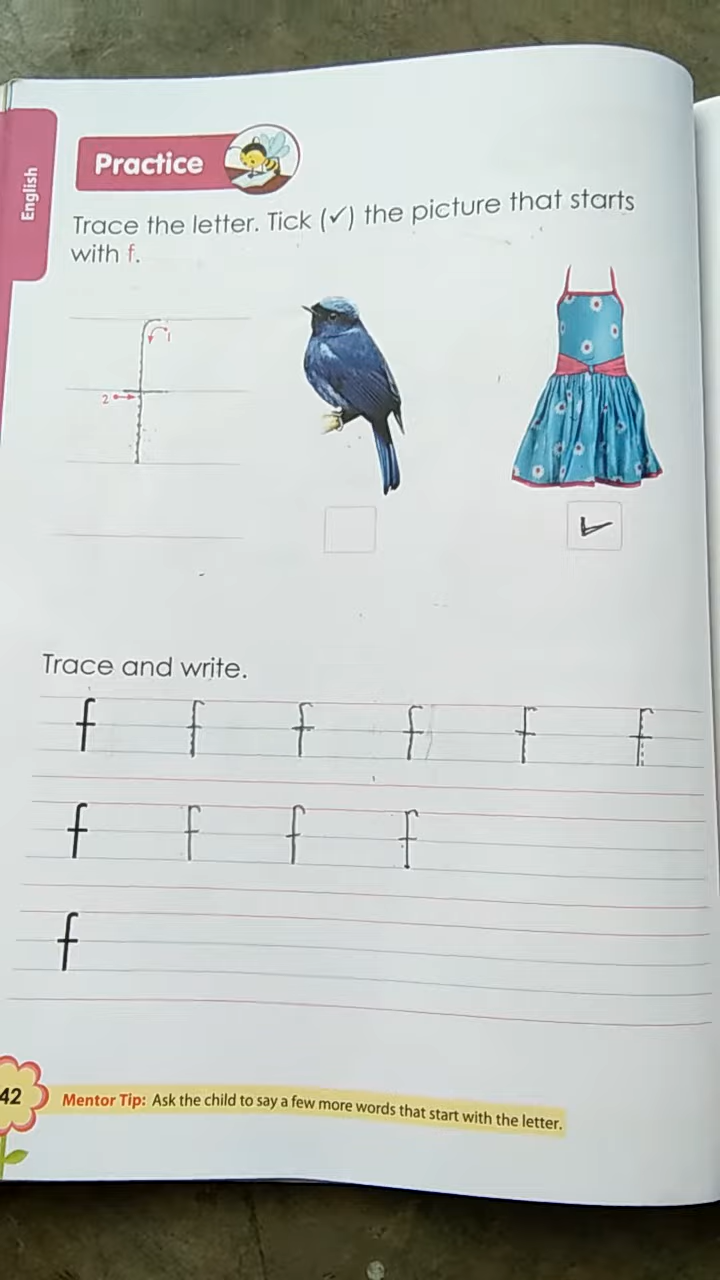 English
Practice
Trace the letter. Tick (✓) the picture that starts
with f.
f
1
2
✓
Trace and write.
f f f f f f
f f f f
f
42
Mentor Tip: Ask the child to say a few more words that start with the letter.